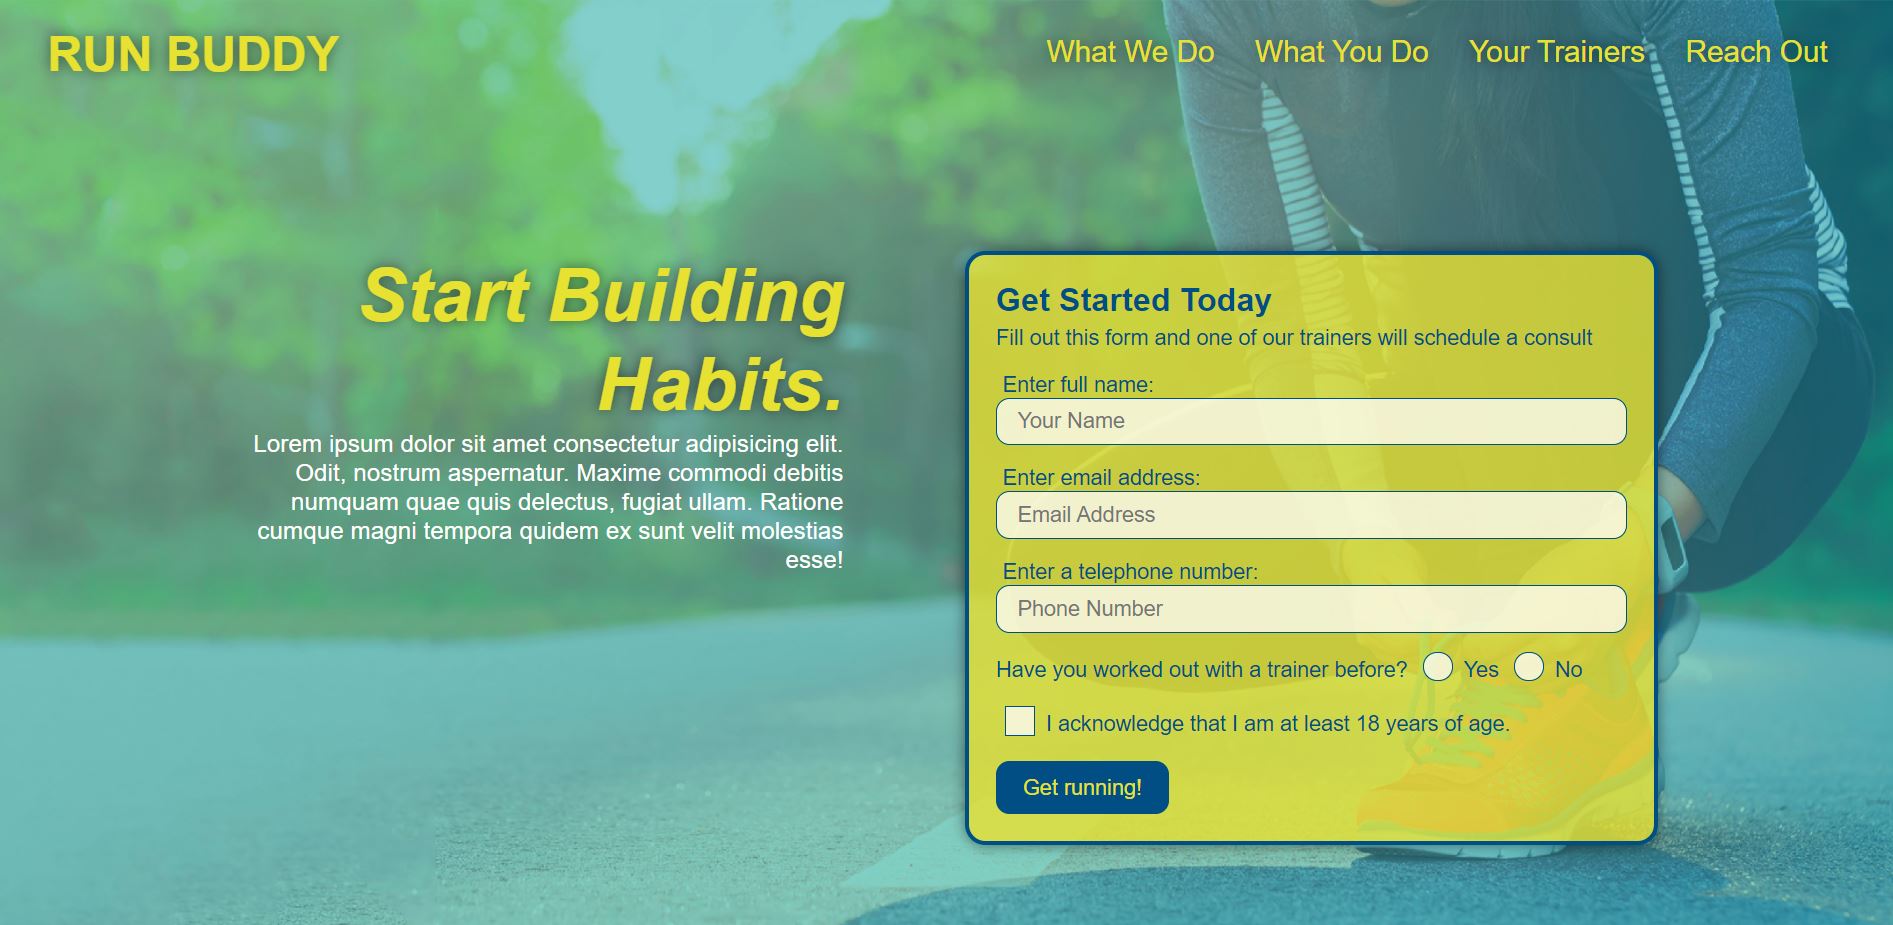 RUN BUDDY
What We Do What You Do Your Trainers Reach Out
Start Building
Habits.
Lorem ipsum dolor sit amet consectetur adipisicing elit.
Odit, nostrum aspernatur. Maxime commodi debitis
numquam quae quis delectus, fugiat ullam. Ratione
cumque magni tempora quidem ex sunt velit molestias
esse!
Get Started Today
Fill out this form and one of our trainers will schedule a consult
Enter full name:
Your Name
Enter email address:
Email Address
Enter a telephone number:
Phone Number
Have you worked out with a trainer before? Yes No
I acknowledge that I am at least 18 years of age.
Get running!